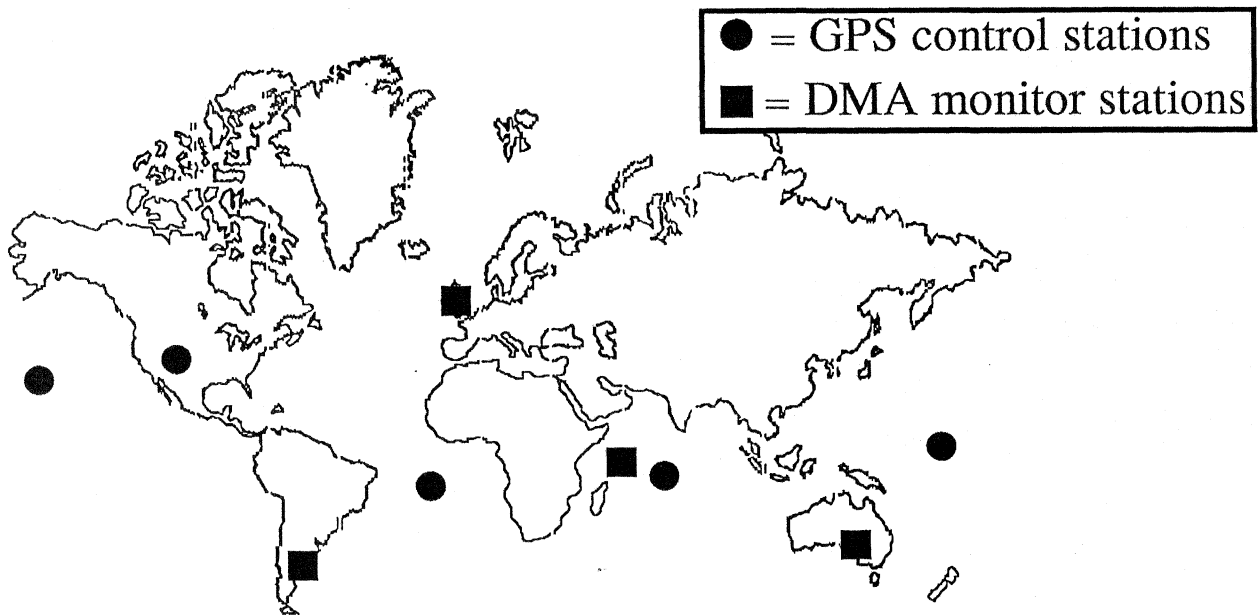 = GPS control stations
= DMA monitor stations